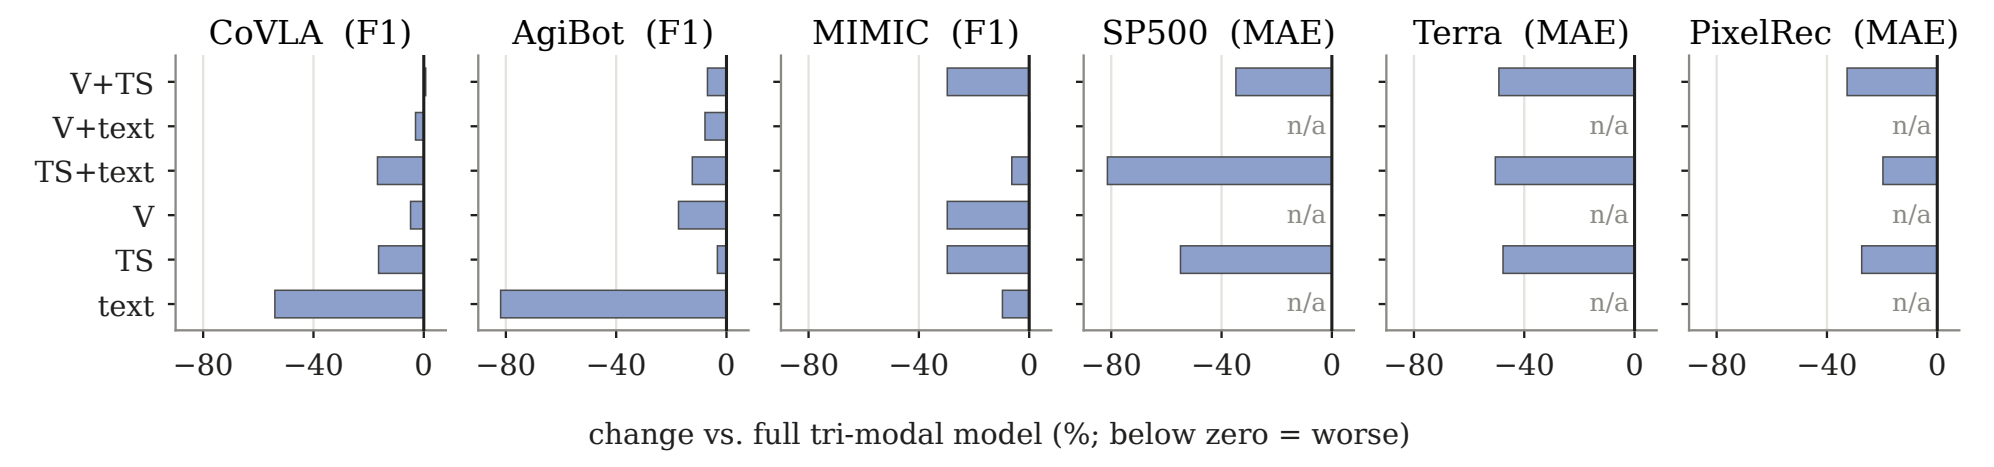 CoVLA (F1) AgiBot (F1) MIMIC (F1) SP500 (MAE) Terra (MAE) PixelRec (MAE)
V+TS
V+text n/a n/a n/a
TS+text
V n/a n/a n/a
TS
text n/a n/a n/a
−80 −40 0 −80 −40 0 −80 −40 0 −80 −40 0 −80 −40 0 −80 −40 0
change vs. full tri-modal model (%; below zero = worse)